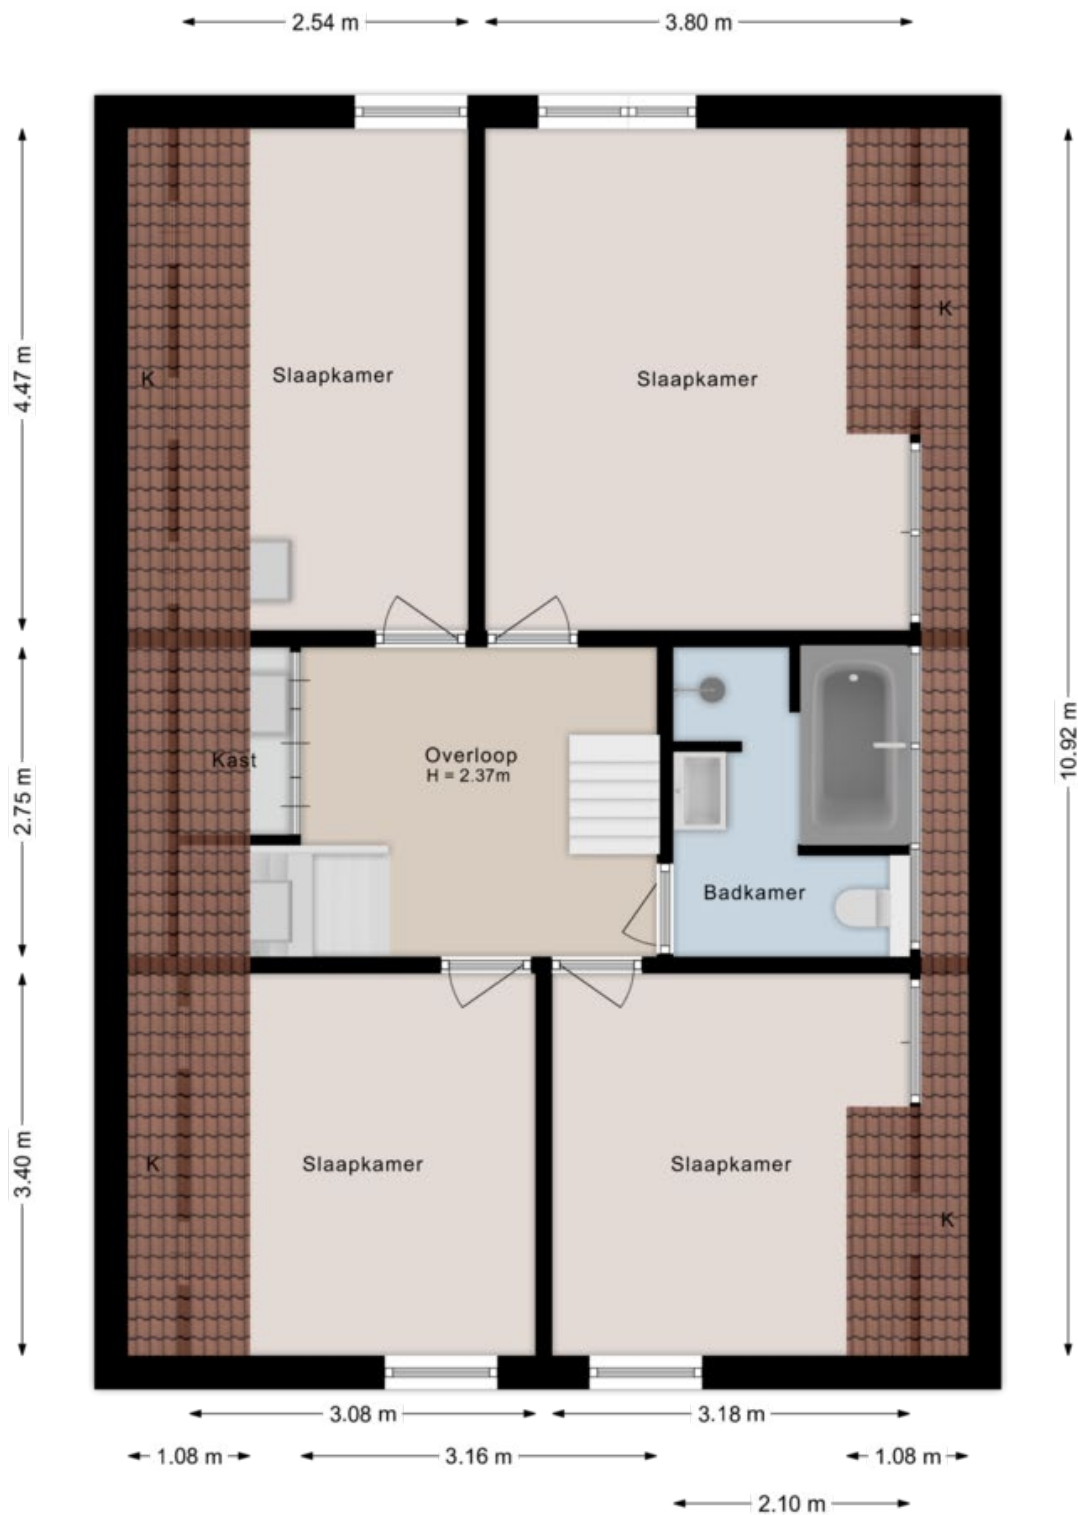 2.54 m
3.80 m
4.47 m
K
Slaapkamer
Slaapkamer
K
10.92 m
2.75 m
Kast
Overloop
H = 2.37m
Badkamer
3.40 m
K
Slaapkamer
Slaapkamer
K
3.08 m
3.18 m
1.08 m
3.16 m
1.08 m
2.10 m